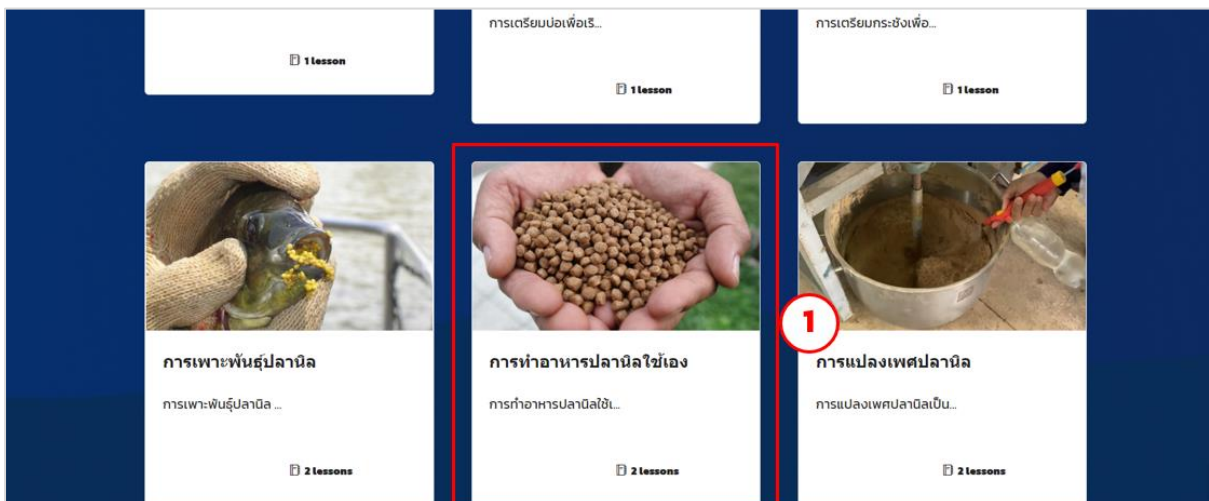 การเตรียมบ่อเพื่อเริ...
การเตรียมกระชังเพื่อ...
1 lesson
1 lesson
1 lesson
1
การเพาะพันธุ์ปลานิล
การทำอาหารปลานิลใช้เอง
การแปลงเพศปลานิล
การเพาะพันธุ์ปลานิล ...
การทำอาหารปลานิลใช้เ...
การแปลงเพศปลานิลเป็น...
2 lessons
2 lessons
2 lessons